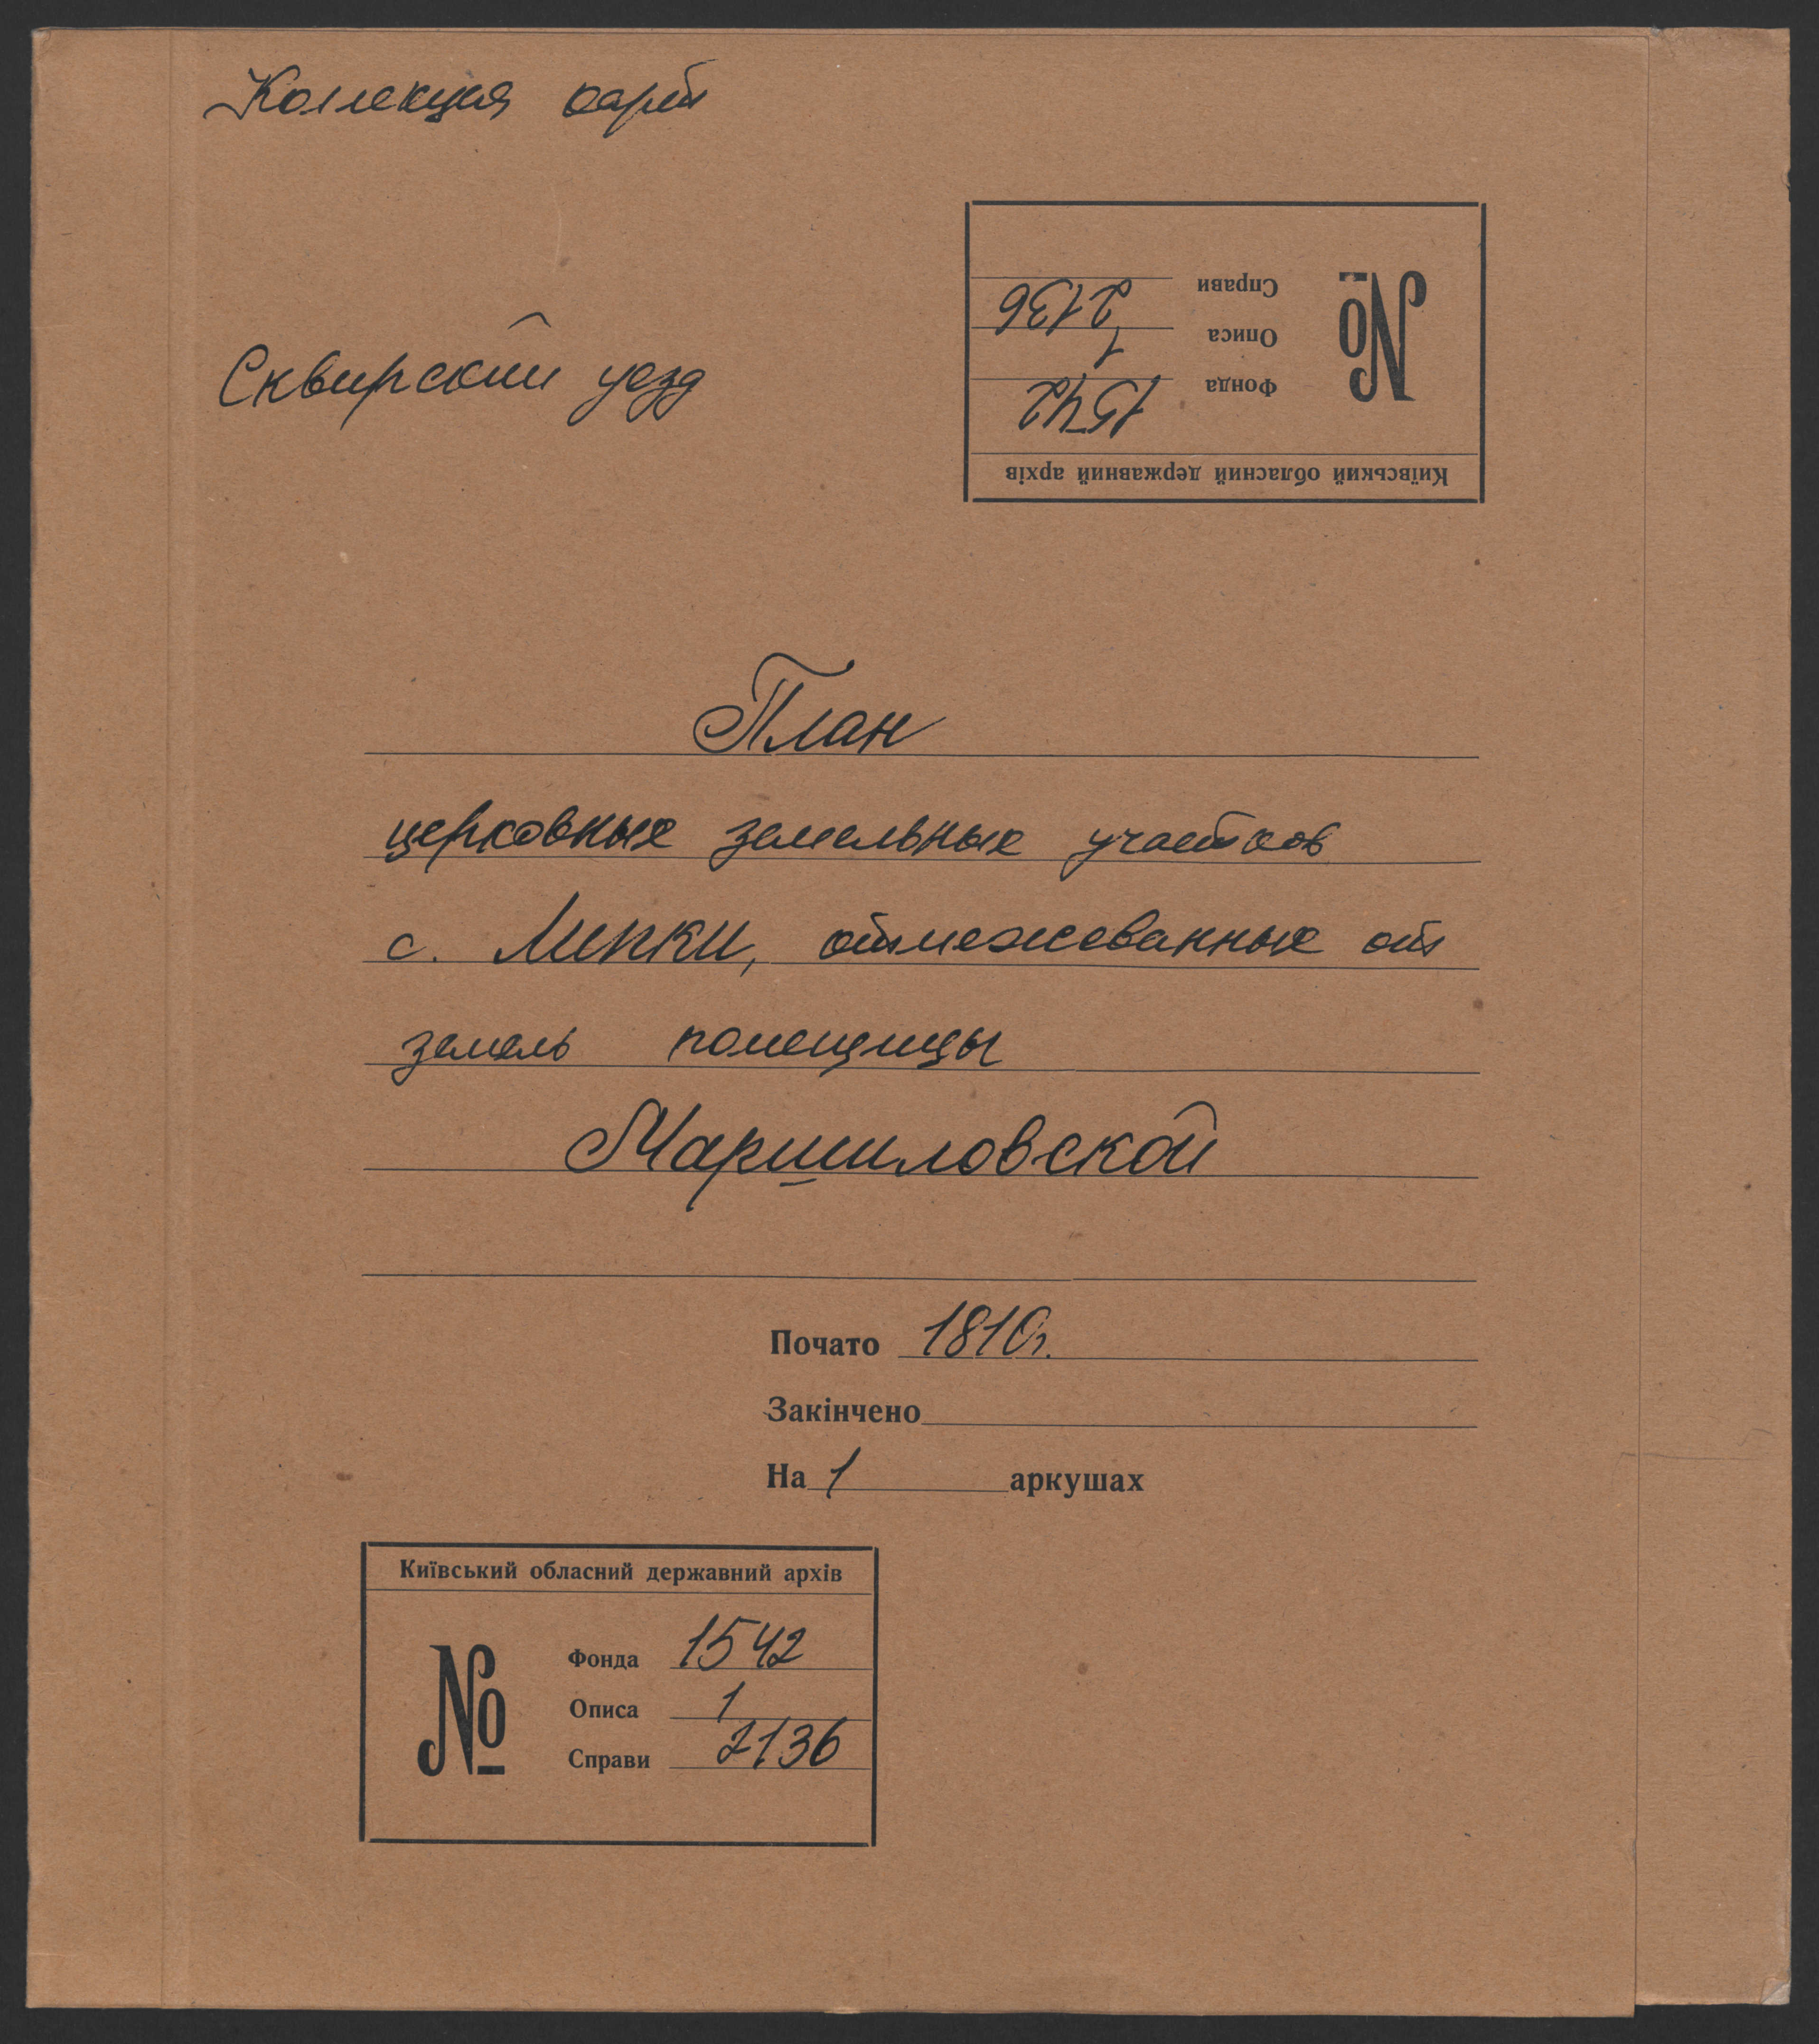 Коллекция карт
Справи 2136
Описа 1
Фонда 1542
№
Київський обласний державний архів
Сквирский уезд
План
церковных земельных участков
с. Липки, отмежеванных от
земель помещицы
Маршиловской
Почато 1810г.
Закінчено
На 1 аркушах
Київський обласний державний архів
№
Фонда 1542
Описа 1
Справи 2136